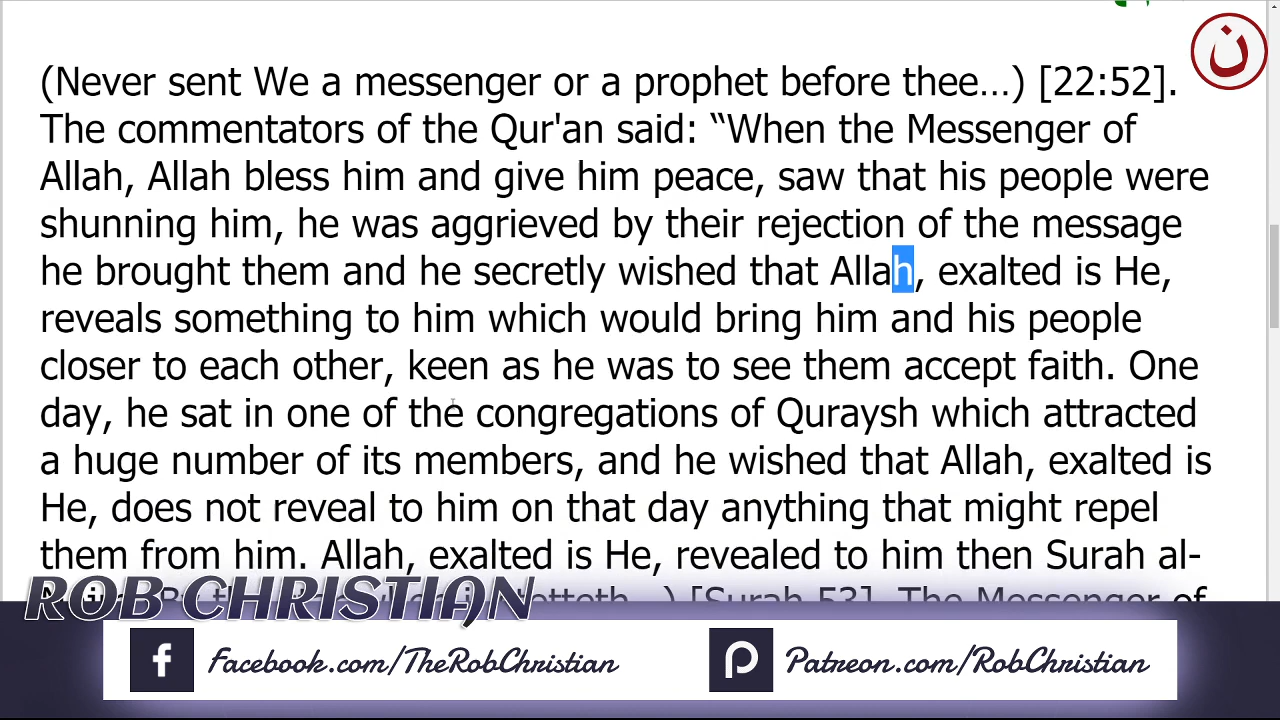 ن
(Never sent We a messenger or a prophet before thee…) [22:52].
The commentators of the Qur'an said: “When the Messenger of
Allah, Allah bless him and give him peace, saw that his people were
shunning him, he was aggrieved by their rejection of the message
he brought them and he secretly wished that Allah, exalted is He,
reveals something to him which would bring him and his people
closer to each other, keen as he was to see them accept faith. One
day, he sat in one of the congregations of Quraysh which attracted
a huge number of its members, and he wished that Allah, exalted is
He, does not reveal to him on that day anything that might repel
them from him. Allah, exalted is He, revealed to him then Surah al-
[Surah 53]. The Messenger of
ROB CHRISTIAN
Facebook.com/TheRobChristian
Patreon.com/RobChristian